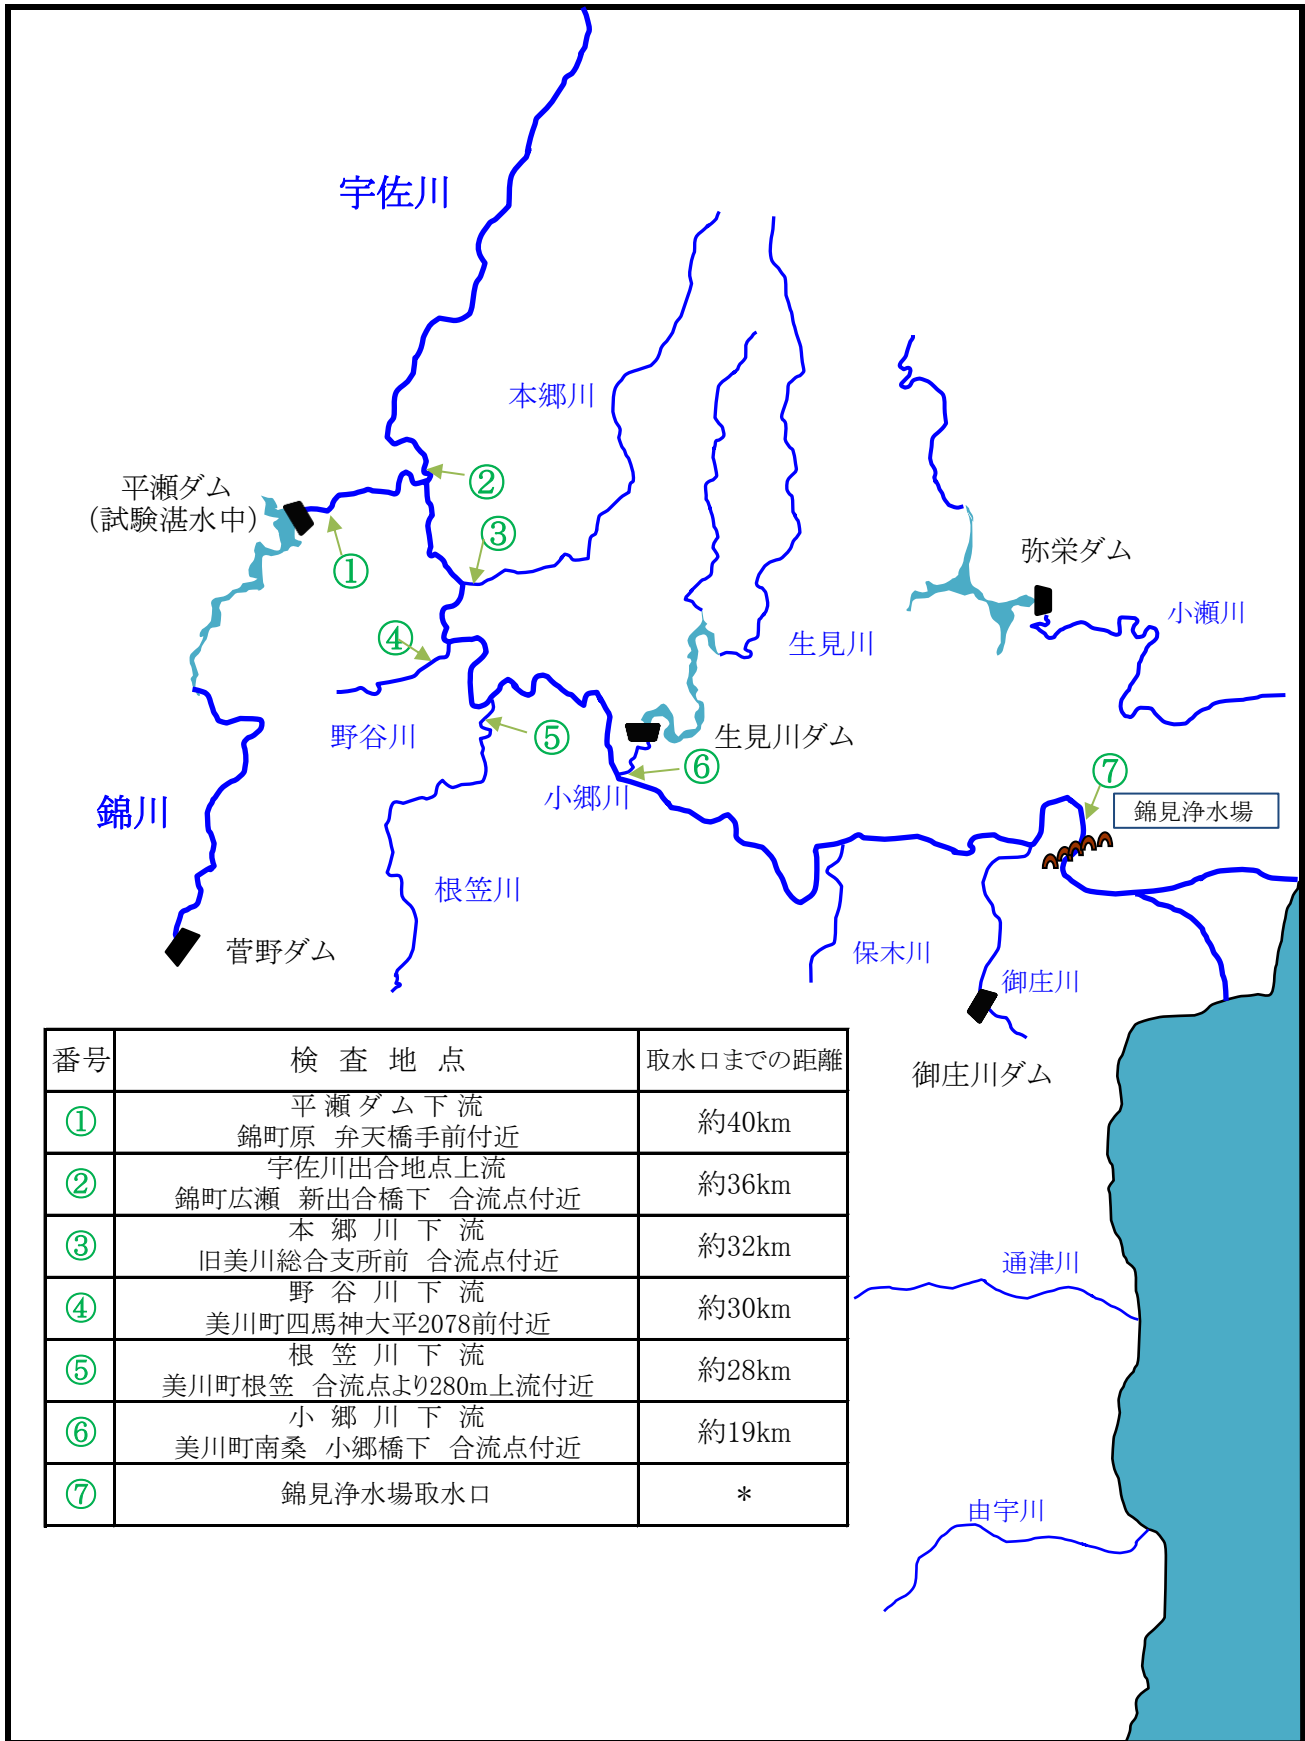 宇佐川
本郷川
②
平瀬ダム
(試験湛水中)
③
①
弥栄ダム
小瀬川
④
生見川
野谷川
⑤
生見川ダム
⑥
⑦
小郷川
錦川
錦見浄水場
根笠川
菅野ダム
保木川
御庄川
御庄川ダム
番号 検査地点 取水口までの距離
① 平瀬ダム下流
錦町原 弁天橋手前付近 約40km
② 宇佐川出合地点上流
錦町広瀬 新出合橋下 合流点付近 約36km
③ 本郷川下流
旧美川総合支所前 合流点付近 約32km
④ 野谷川下流
美川町四馬神大平2078前付近 約30km
⑤ 根笠川下流
美川町根笠 合流点より280m上流付近 約28km
⑥ 小郷川下流
美川町南桑 小郷橋下 合流点付近 約19km
⑦ 錦見浄水場取水口 *
通津川
由宇川